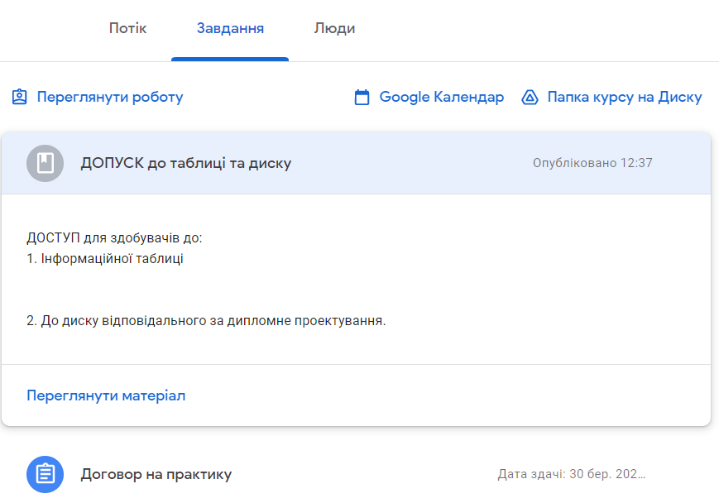 Потік Завдання Люди
Переглянути роботу Google Календар Папка курсу на Диску
ДОПУСК до таблиці та диску Опубліковано 12:37
ДОСТУП для здобувачів до:
1. Інформаційної таблиці
2. До диску відповідального за дипломне проектування.
Переглянути матеріал
Договор на практику Дата здачі: 30 бер. 202...